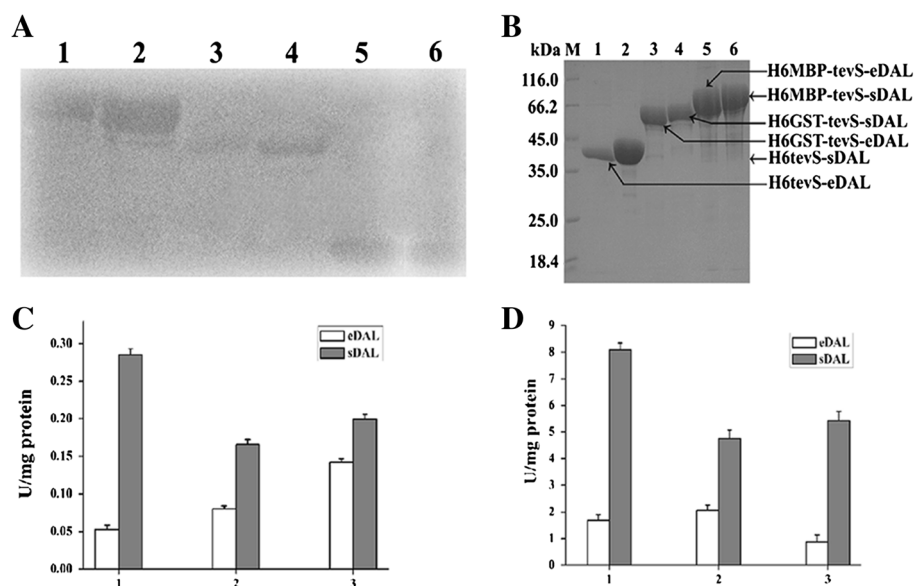 A
1 2 3 4 5 6
B
kDa M 1 2 3 4 5 6
116.0
66.2
45.0
35.0
25.0
18.4
H6MBP-tevS-eDAL
H6MBP-tevS-sDAL
H6GST-tevS-sDAL
H6GST-tevS-eDAL
H6tevS-sDAL
H6tevS-eDAL
C
U/mg protein
0.30
0.25
0.20
0.15
0.10
0.05
0.00
eDAL
sDAL
1 2 3
D
U/mg protein
9
8
7
6
5
4
3
2
1
0
eDAL
sDAL
1 2 3